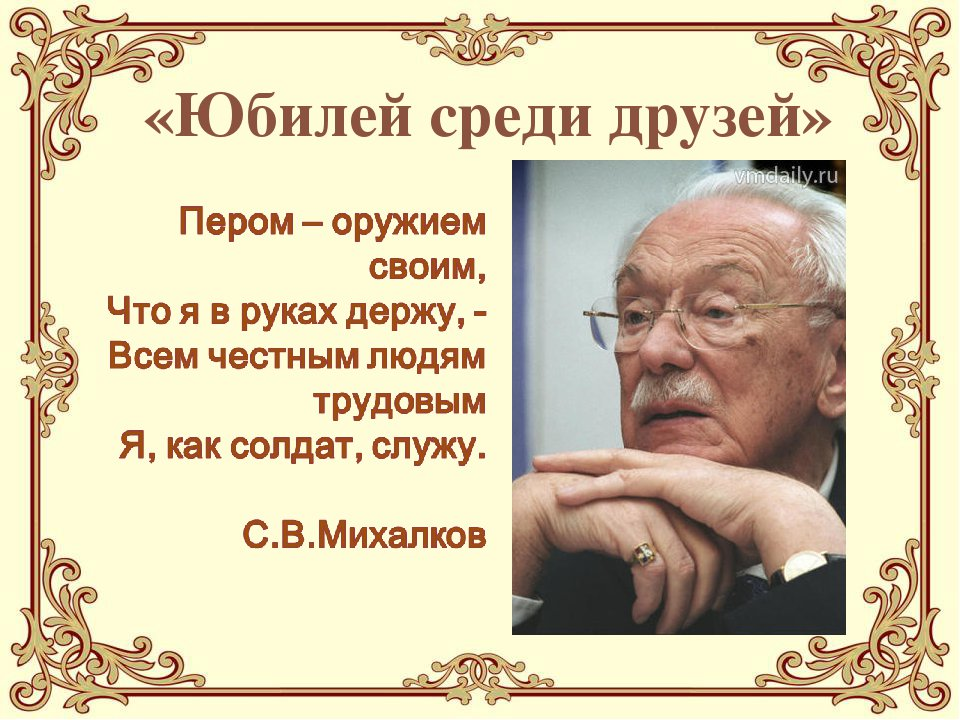 «Юбилей среди друзей»
vmdaily.ru
Пером – оружием
своим,
Что я в руках держу, -
Всем честным людям
трудовым
Я, как солдат, служу.
С.В.Михалков